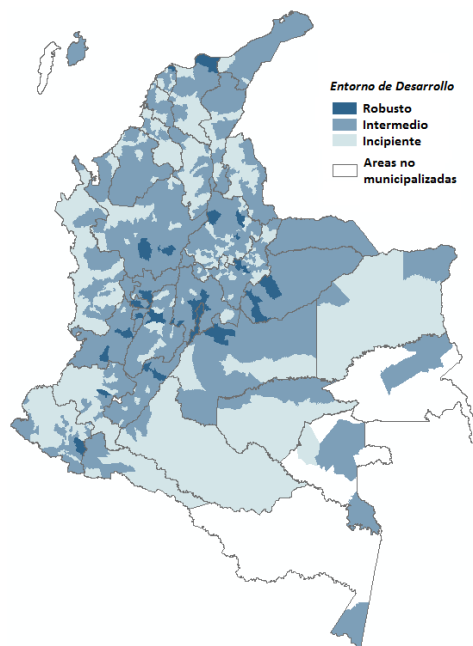 Entorno de Desarrollo
Robusto
Intermedio
Incipiente
Areas no
municipalizadas